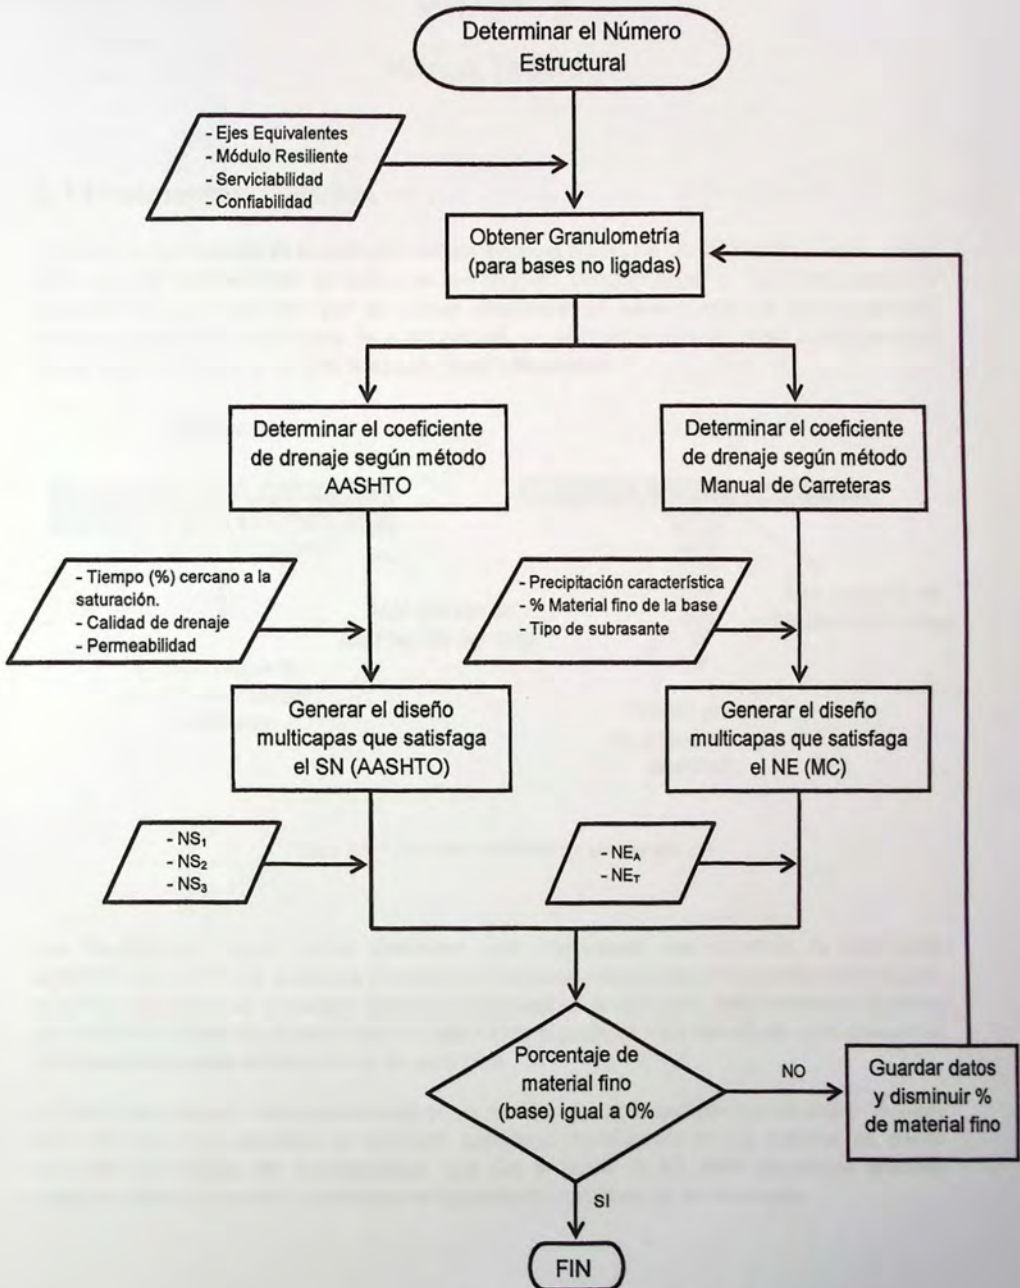 Determinar el Número
Estructural
- Ejes Equivalentes
- Módulo Resiliente
- Serviciabilidad
- Confiabilidad
Obtener Granulometría
(para bases no ligadas)
Determinar el coeficiente
de drenaje según método
AASHTO
Determinar el coeficiente
de drenaje según método
Manual de Carreteras
- Tiempo (%) cercano a la
saturación.
- Calidad de drenaje
- Permeabilidad
- Precipitación característica
- % Material fino de la base
- Tipo de subrasante
Generar el diseño
multicapas que satisfaga
el SN (AASHTO)
Generar el diseño
multicapas que satisfaga
el NE (MC)
- NS₁
- NS₂
- NS₃
- NE_A
- NE_T
Porcentaje de
material fino
(base) igual a 0%
NO
Guardar datos
y disminuir %
de material fino
SI
FIN